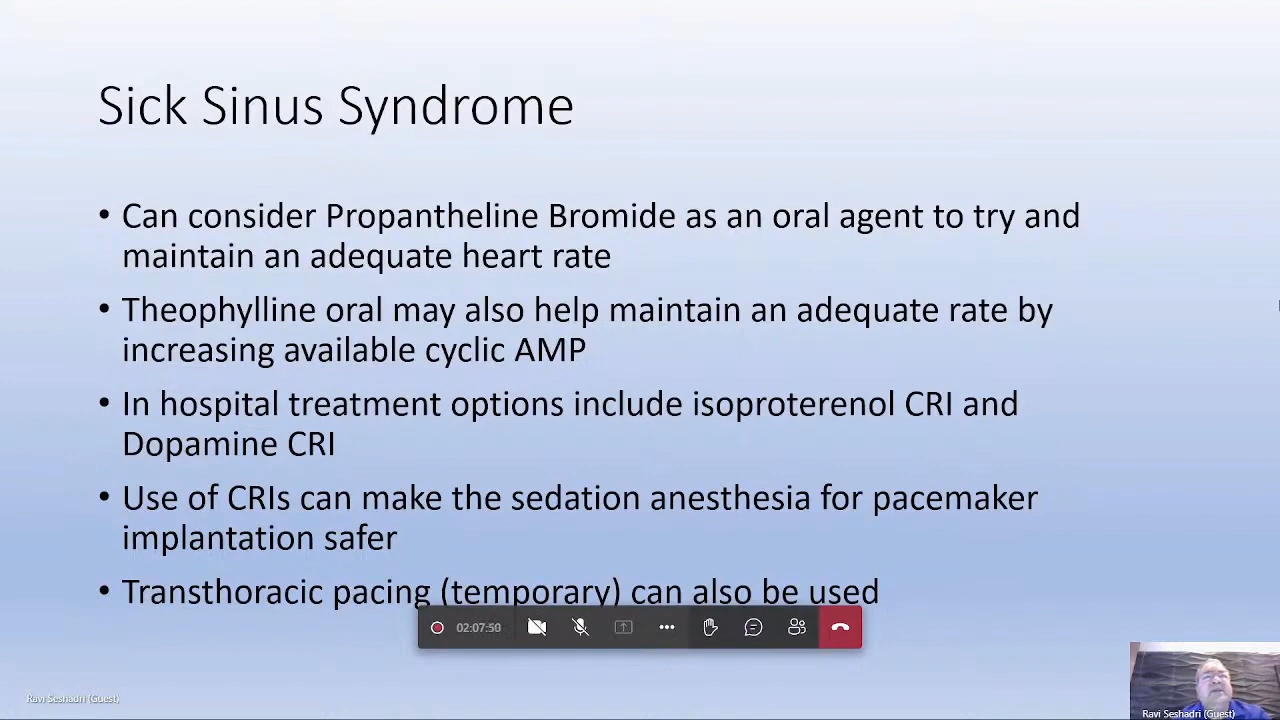 Sick Sinus Syndrome
• Can consider Propantheline Bromide as an oral agent to try and
maintain an adequate heart rate
• Theophylline oral may also help maintain an adequate rate by
increasing available cyclic AMP
• In hospital treatment options include isoproterenol CRI and
Dopamine CRI
• Use of CRIs can make the sedation anesthesia for pacemaker
implantation safer
• Transthoracic pacing (temporary) can also be used
02:07:50
Ravi Seshadri (Guest)
Ravi Seshadri (Guest)